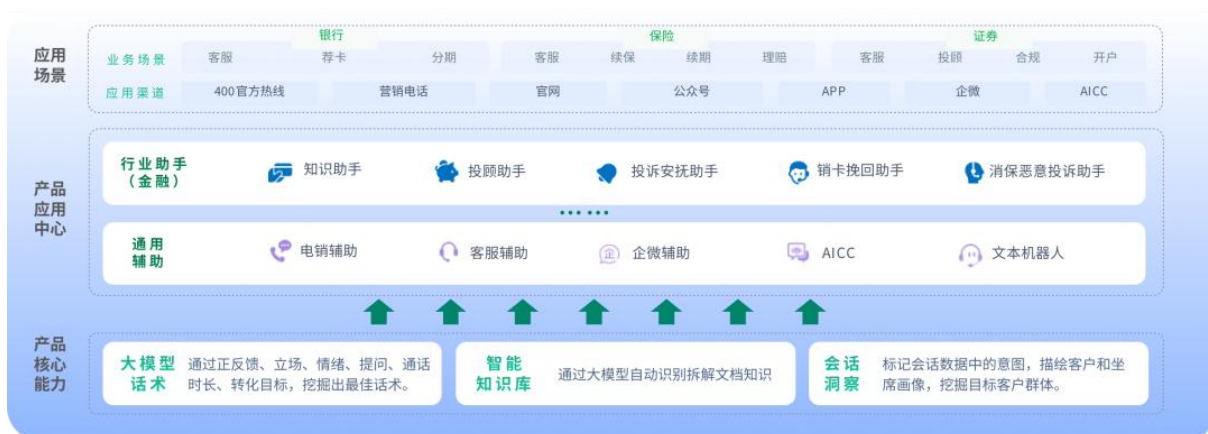 应用
场景
银行
保险
证券
业务场景
客服
荐卡
分期
客服
续保
续期
理赔
客服
投顾
合规
开户
应用渠道
400官方热线
营销电话
官网
公众号
APP
企微
AICC
产品
应用
中心
行业助手
（金融）
知识助手
投顾助手
投诉安抚助手
销卡挽回助手
消保恶意投诉助手
……
通用
辅助
电销辅助
客服辅助
企
企微辅助
AICC
文本机器人
产品
核心
能力
大模型
话术
通过正反馈、立场、情绪、提问、通话
时长、转化目标，挖掘出最佳话术。
智能
知识库
通过大模型自动识别拆解文档知识
会话
洞察
标记会话数据中的意图，描绘客户和坐
席画像，挖掘目标客户群体。